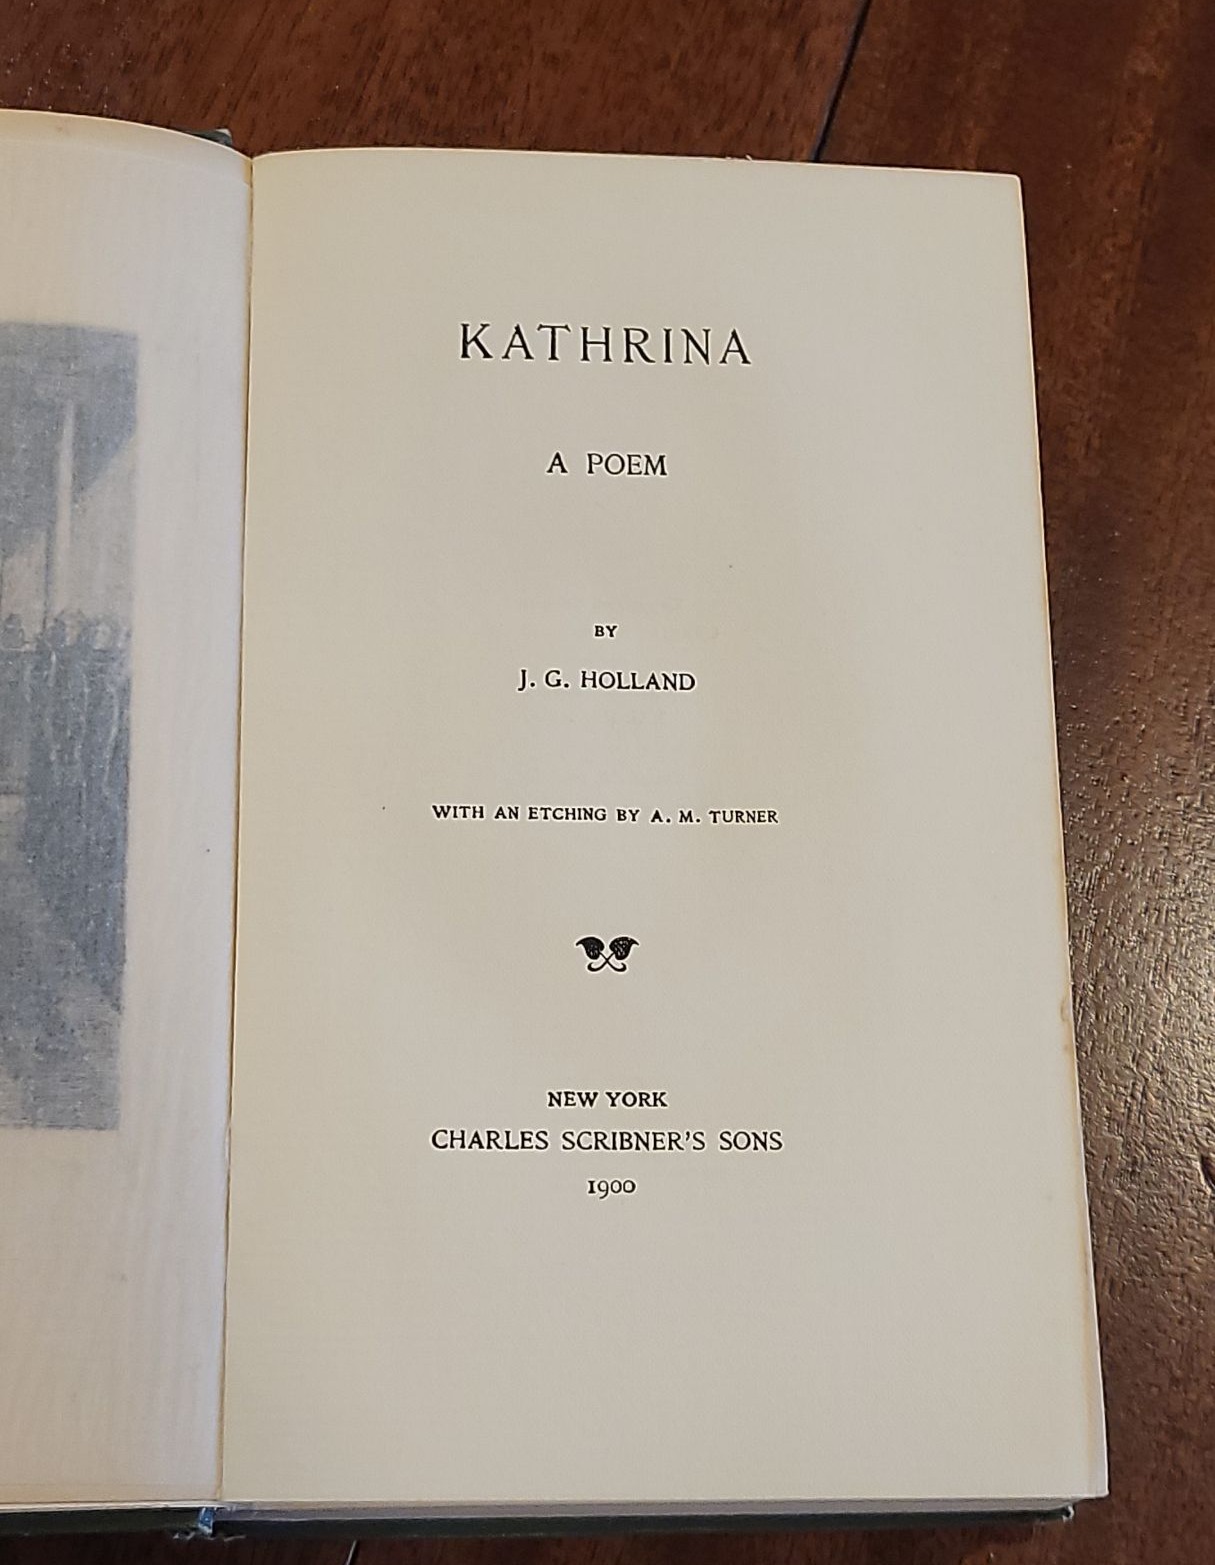 KATHRINA
A POEM
BY
J. G. HOLLAND
WITH AN ETCHING BY A. M. TURNER
NEW YORK
CHARLES SCRIBNER'S SONS
1900